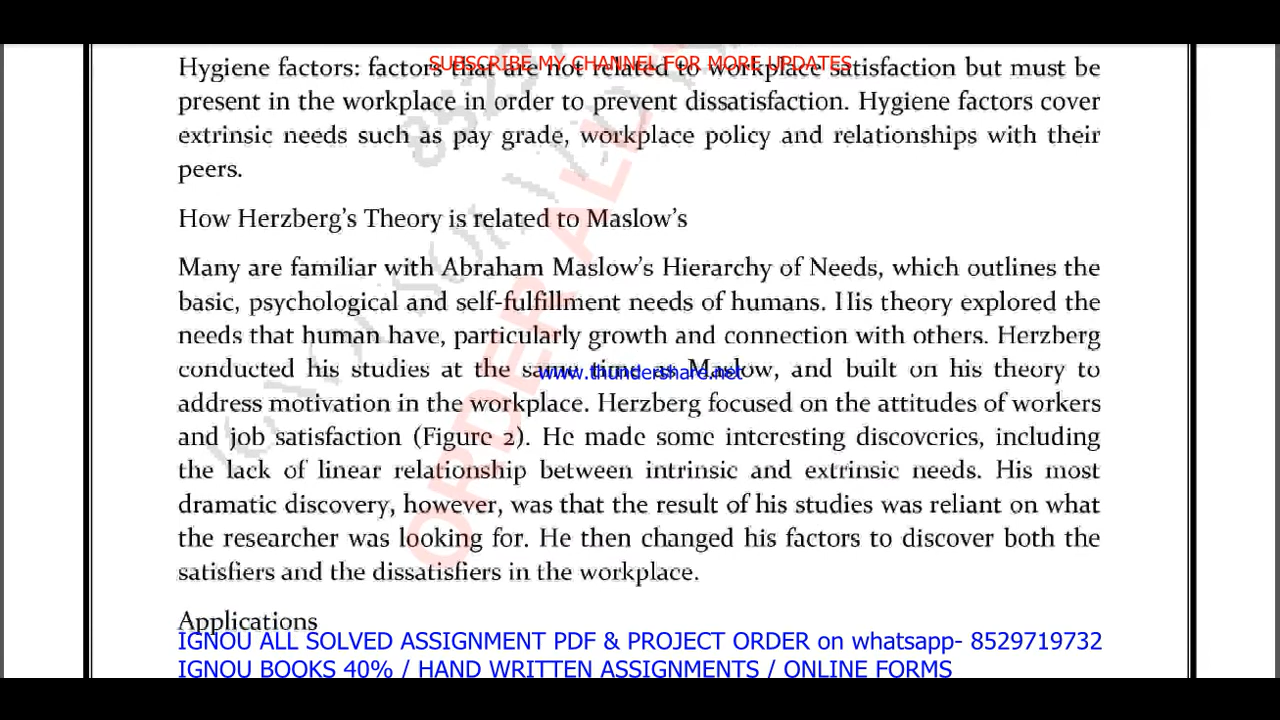 SUBSCRIBE MY CHANNEL FOR MORE UPDATES
Hygiene factors: factors that are not related to workplace satisfaction but must be
present in the workplace in order to prevent dissatisfaction. Hygiene factors cover
extrinsic needs such as pay grade, workplace policy and relationships with their
peers.
How Herzberg's Theory is related to Maslow's
Many are familiar with Abraham Maslow's Hierarchy of Needs, which outlines the
basic, psychological and self-fulfillment needs of humans. His theory explored the
needs that human have, particularly growth and connection with others. Herzberg
conducted his studies at the same time as Maslow, and built on his theory to
www.thundershare.net
address motivation in the workplace. Herzberg focused on the attitudes of workers
and job satisfaction (Figure 2). He made some interesting discoveries, including
the lack of linear relationship between intrinsic and extrinsic needs. His most
dramatic discovery, however, was that the result of his studies was reliant on what
the researcher was looking for. He then changed his factors to discover both the
satisfiers and the dissatisfiers in the workplace.
Applications
IGNOU ALL SOLVED ASSIGNMENT PDF & PROJECT ORDER on whatsapp- 8529719732
IGNOU BOOKS 40% / HAND WRITTEN ASSIGNMENTS / ONLINE FORMS